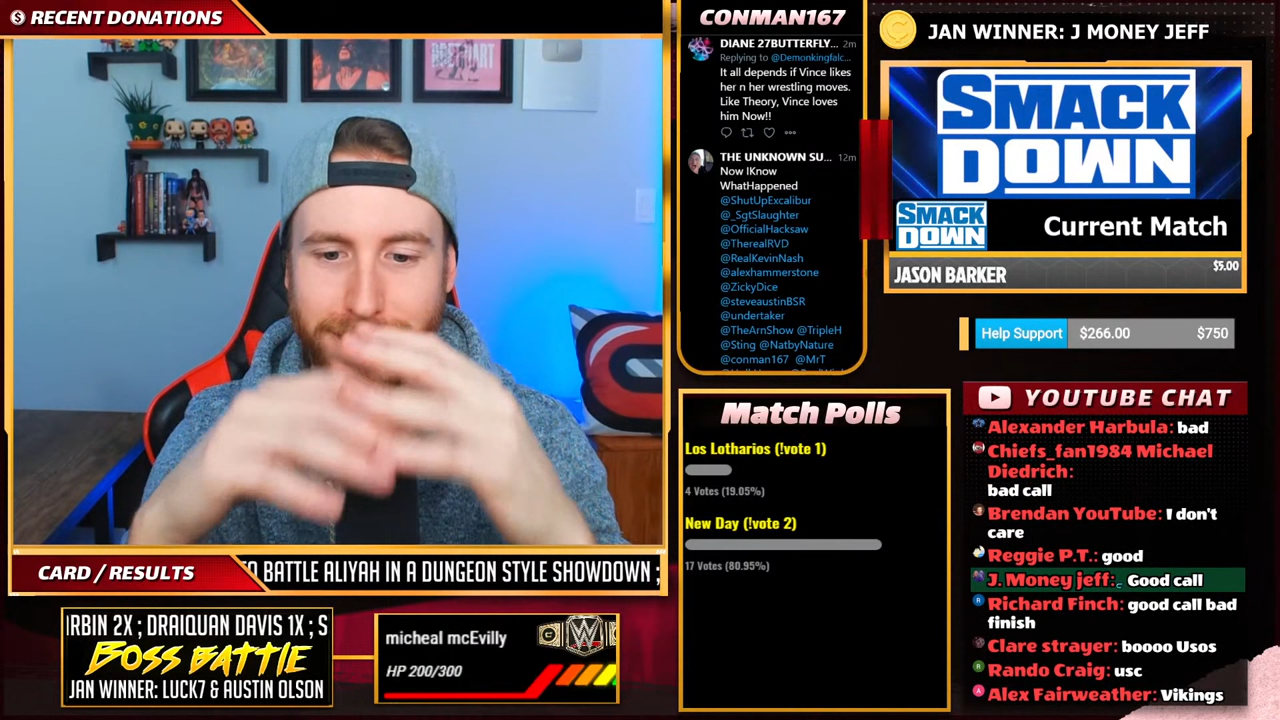 RECENT DONATIONS
BRET HART
CARD / RESULTS
TO BATTLE ALIYAH IN A DUNGEON STYLE SHOWDOWN ;
IRBIN 2X ; DRAIQUAN DAVIS 1X ; S
BOSS BATTLE
JAN WINNER: LUCK7 & AUSTIN OLSON
micheal mcEvilly
HP 200/300
CONMAN167
DIANE 27BUTTERFLY... 2m
Replying to @Demonkingfalc...
It all depends if Vince likes
her n her wrestling moves.
Like Theory, Vince loves
him Now!!
THE UNKNOWN SU... 12m
Now IKnow
WhatHappened
@ShutUpExcalibur
@_SgtSlaughter
@OfficialHacksaw
@TherealRVD
@RealKevinNash
@alexhammerstone
@ZickyDice
@steveaustinBSR
@undertaker
@TheArnShow @TripleH
@Sting @NatbyNature
@conman167 @MrT
Match Polls
Los Lotharios (!vote 1)
4 Votes (19.05%)
New Day (!vote 2)
17 Votes (80.95%)
JAN WINNER: J MONEY JEFF
SMACK
DOWN
SMACK
DOWN
Current Match
JASON BARKER $5.00
Help Support $266.00 $750
YOUTUBE CHAT
Alexander Harbula: bad
Chiefs_fan1984 Michael
Diedrich:
bad call
Brendan YouTube: I don't
care
Reggie P.T.: good
J. Money jeff: Good call
Richard Finch: good call bad
finish
Clare strayer: boooo Usos
Rando Craig: usc
Alex Fairweather: Vikings